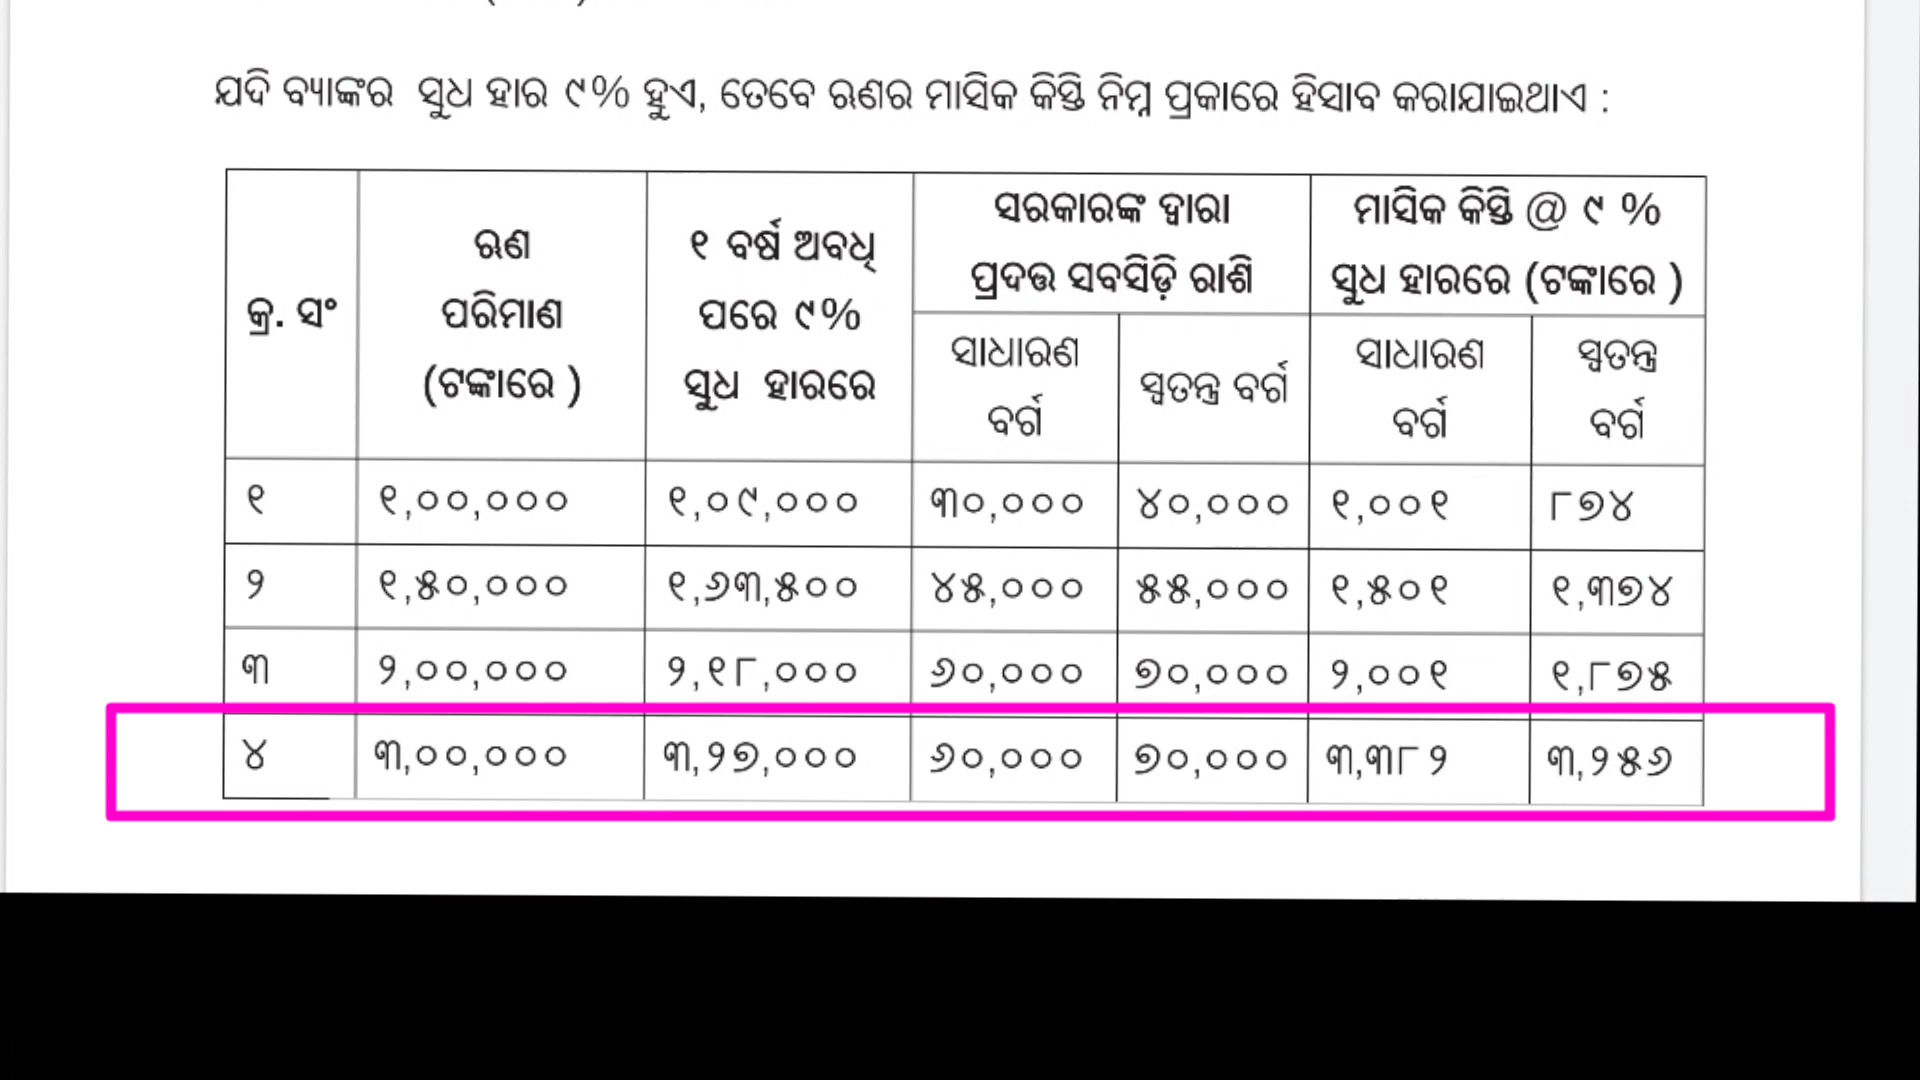 ଯଦି ବ୍ୟାଙ୍କର ସୁଧ ହାର ୯% ହୁଏ, ତେବେ ଋଣର ମାସିକ କିସ୍ତି ନିମ୍ନ ପ୍ରକାରେ ହିସାବ କରାଯାଇଥାଏ :
କ୍ର. ସଂ
ଋଣ
ପରିମାଣ
(ଟଙ୍କାରେ )
୧ ବର୍ଷ ଅବଧି
ପରେ ୯%
ସୁଧ ହାରରେ
ସରକାରଙ୍କ ଦ୍ଵାରା
ପ୍ରଦତ୍ତ ସବସିଡ଼ି ରାଶି
ମାସିକ କିସ୍ତି @ ୯ %
ସୁଧ ହାରରେ (ଟଙ୍କାରେ )
ସାଧାରଣ
ବର୍ଗ
ସ୍ୱତନ୍ତ୍ର ବର୍ଗ
ସାଧାରଣ
ବର୍ଗ
ସ୍ୱତନ୍ତ୍ର
ବର୍ଗ
୧ ୧,୦୦,୦୦୦ ୧,୦୯,୦୦୦ ୩୦,୦୦୦ ୪୦,୦୦୦ ୧,୦୦୧ ୮୭୪
୨ ୧,୫୦,୦୦୦ ୧,୬୩,୫୦୦ ୪୫,୦୦୦ ୫୫,୦୦୦ ୧,୫୦୧ ୧,୩୭୪
୩ ୨,୦୦,୦୦୦ ୨,୧୮,୦୦୦ ୬୦,୦୦୦ ୭୦,୦୦୦ ୨,୦୦୧ ୧,୮୭୫
୪ ୩,୦୦,୦୦୦ ୩,୨୭,୦୦୦ ୬୦,୦୦୦ ୭୦,୦୦୦ ୩,୩୮୨ ୩,୨୫୬